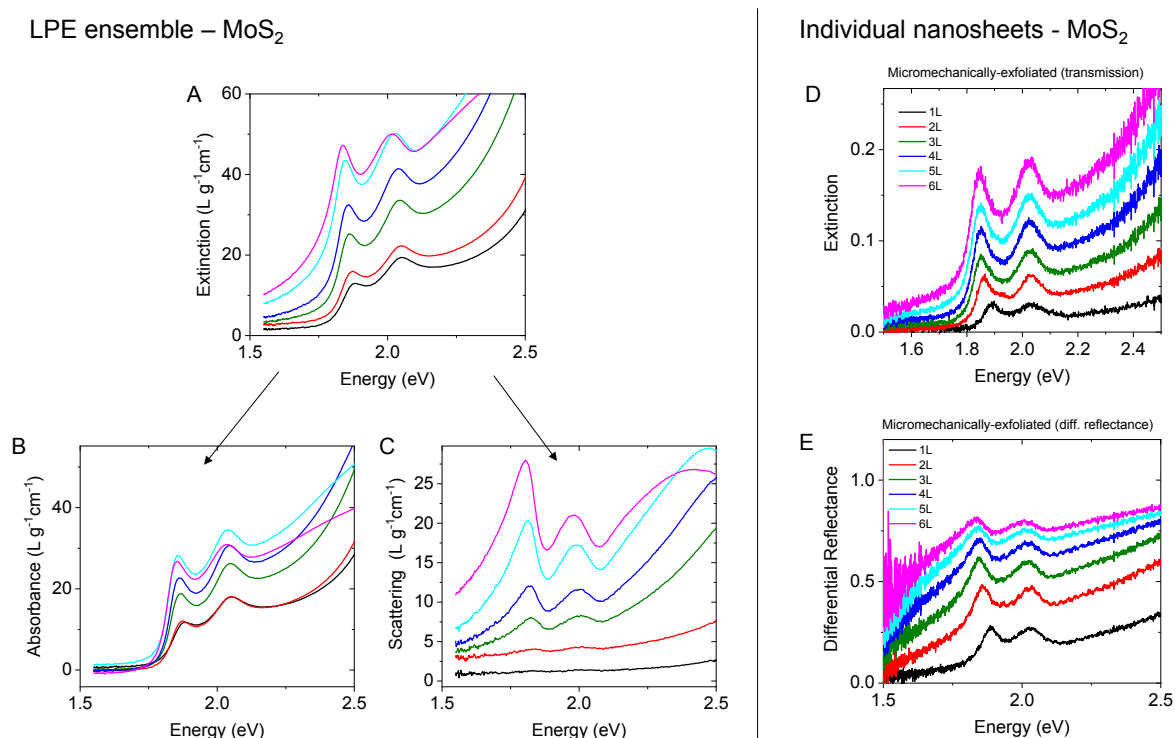 LPE ensemble – MoS2
Individual nanosheets - MoS2
A
Extinction (L g-1cm-1)
60
40
20
0
1.5
2.0
2.5
Energy (eV)
B
Absorbance (L g-1cm-1)
40
20
0
1.5
2.0
2.5
Energy (eV)
C
Scattering (L g-1cm-1)
30
25
20
15
10
5
0
1.5
2.0
2.5
Energy (eV)
D
Micromechanically-exfoliated (transmission)
1L
2L
3L
4L
5L
6L
Extinction
0.2
0.1
0.0
1.6
1.8
2.0
2.2
2.4
Energy (eV)
E
Micromechanically-exfoliated (diff. reflectance)
1L
2L
3L
4L
5L
6L
Differential Reflectance
1.0
0.5
0.0
1.5
2.0
2.5
Energy (eV)